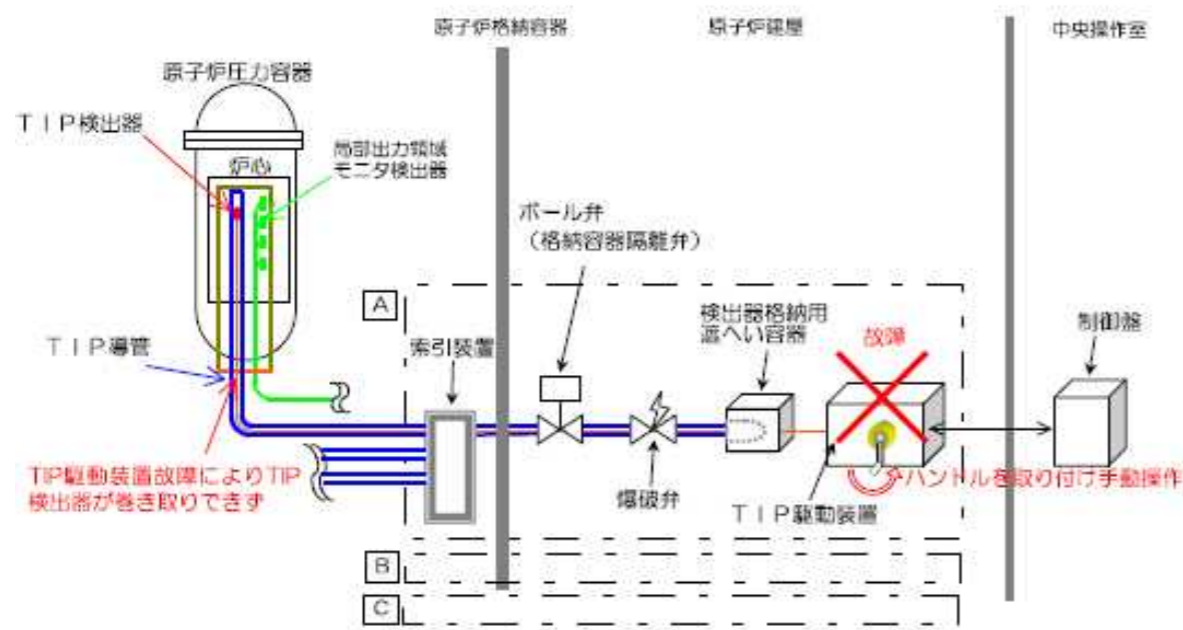 原子炉格納容器
原子炉建屋
中央操作室
原子炉圧力容器
TIP検出器
炉心
局部出力領域
モニタ検出器
ボール弁
（格納容器隔離弁）
A
検出器格納用
遮へい容器
故障
制御盤
TIP導管
索引装置
TIP駆動装置故障によりTIP
検出器が巻き取りできず
爆破弁
TIP駆動装置
ハンドルを取り付け手動操作
B
C